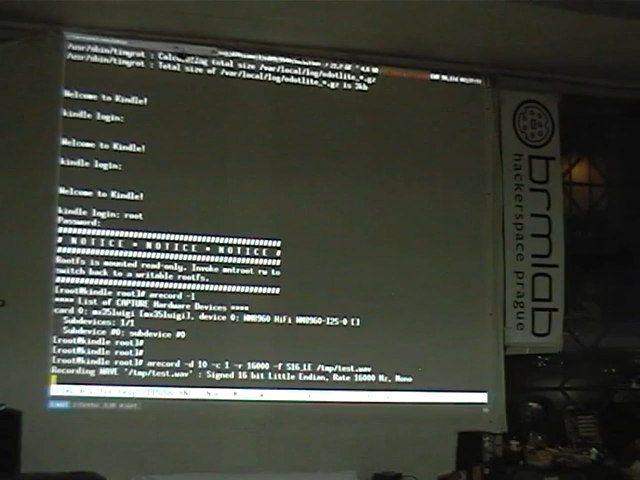 /usr/sbin/tinyrot : Calculating total size /var/local/log/udstlite_*.gz
/usr/sbin/tinyrot : Total size of /var/local/log/udstlite_*.gz is 3kb
Welcome to Kindle!
kindle login:
Welcome to Kindle!
kindle login:
Welcome to Kindle!
kindle login: root
Password:
# N O T I C E * N O T I C E * N O T I C E #
Rootfs is mounted read-only. Invoke mntroot rw to
switch back to a writable rootfs.
[root@kindle root]# arecord -l
**** List of CAPTURE Hardware Devices ****
card 0: mx35luigi [mx35luigi], device 0: WM8960 HiFi WM8960-I2S-0 []
Subdevices: 1/1
Subdevice #0: subdevice #0
[root@kindle root]#
[root@kindle root]#
[root@kindle root]# arecord -d 10 -c 1 -r 16000 -f S16_LE /tmp/test.wav
Recording WAVE '/tmp/test.wav' : Signed 16 bit Little Endian, Rate 16000 Hz, Mono
brmlab
hackerspace prague